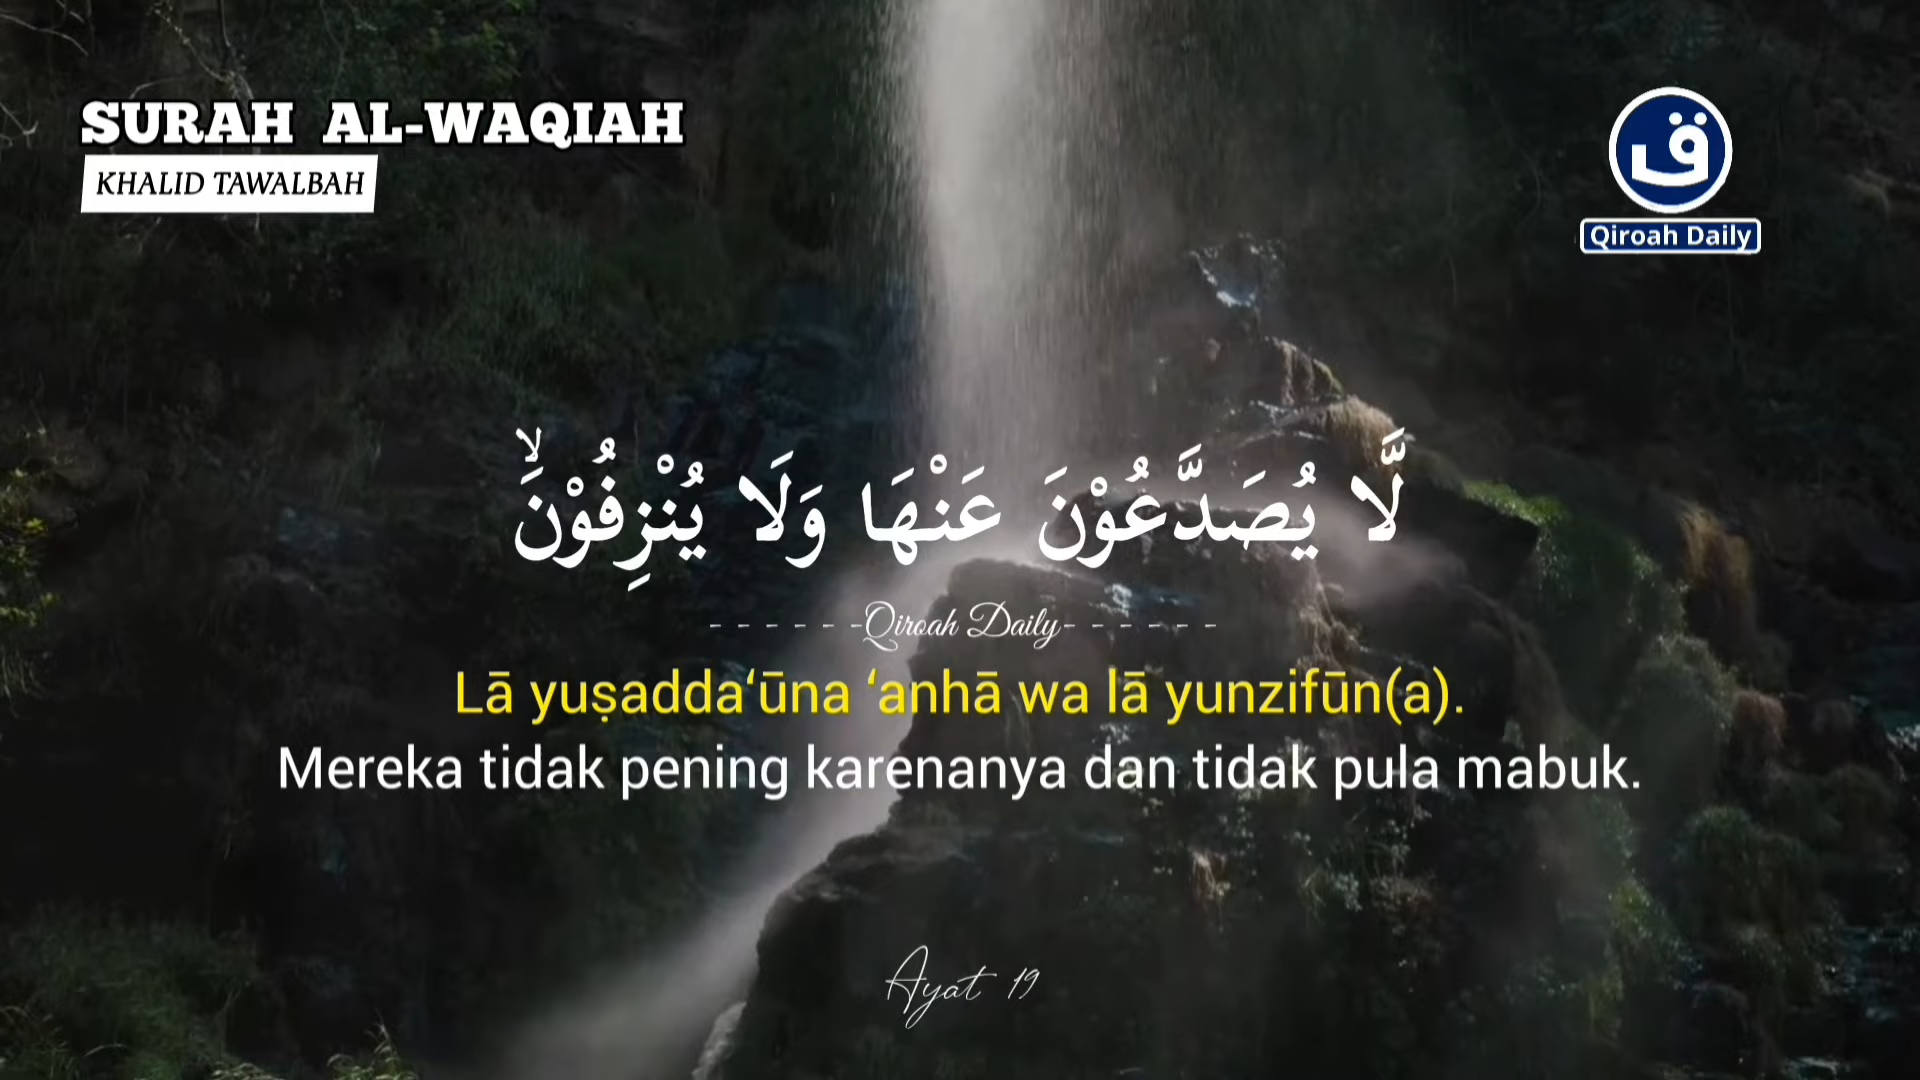 SURAH AL-WAQIAH
KHALID TAWALBAH
ق
Qiroah Daily
لَّا يُصَدَّعُوْنَ عَنْهَا وَلَا يُنْزِفُوْنَۙ
------Qiroah Daily------
Lā yuṣadda‘ūna ‘anhā wa lā yunzifūn(a).
Mereka tidak pening karenanya dan tidak pula mabuk.
Ayat 19